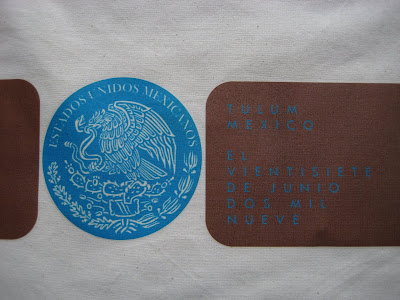 ESTADOS UNIDOS MEXICANOS
TULUM
MEXICO
EL
VIENTISIETE
DE JUNIO
DOS MIL
NUEVE